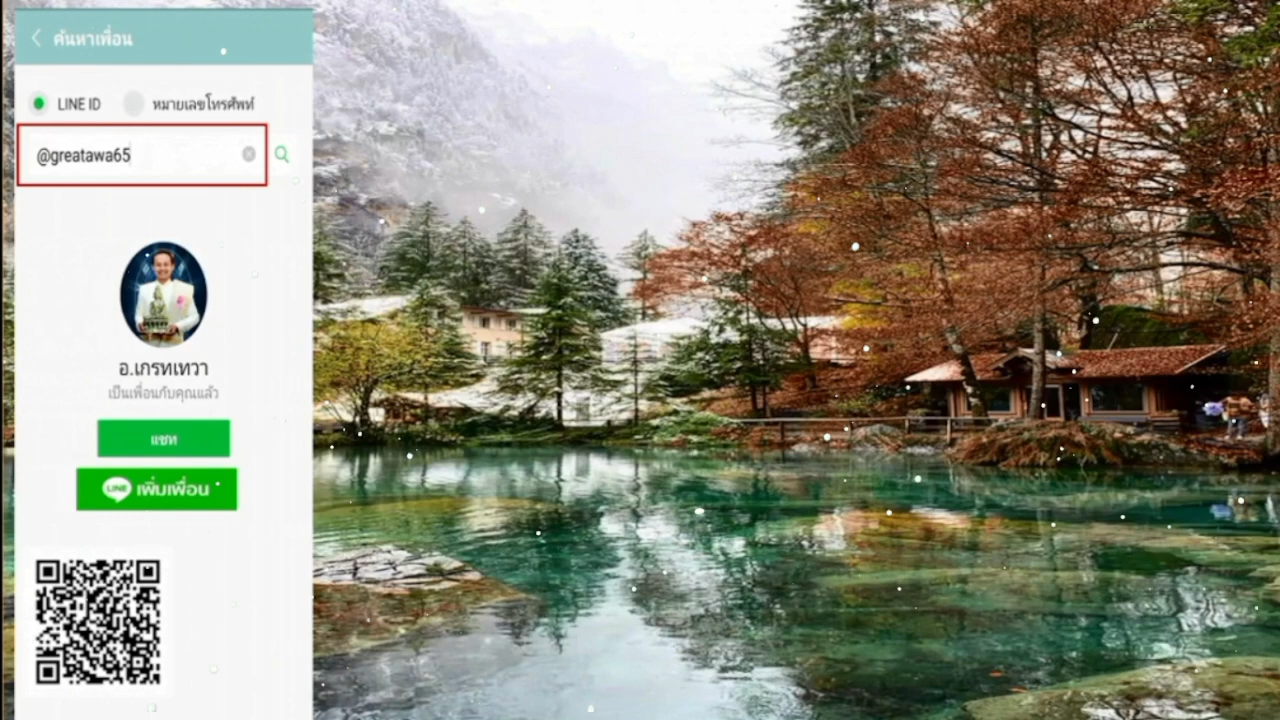 ค้นหาเพื่อน
LINE ID หมายเลขโทรศัพท์
@greatawa65
อ.เกรทเทวา
เป็นเพื่อนกับคุณแล้ว
แชท
LINE เพิ่มเพื่อน